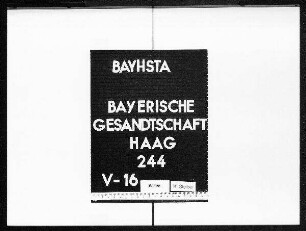 BAYHSTA
BAYERISCHE
GESANDTSCHAFT
HAAG
244
V-16